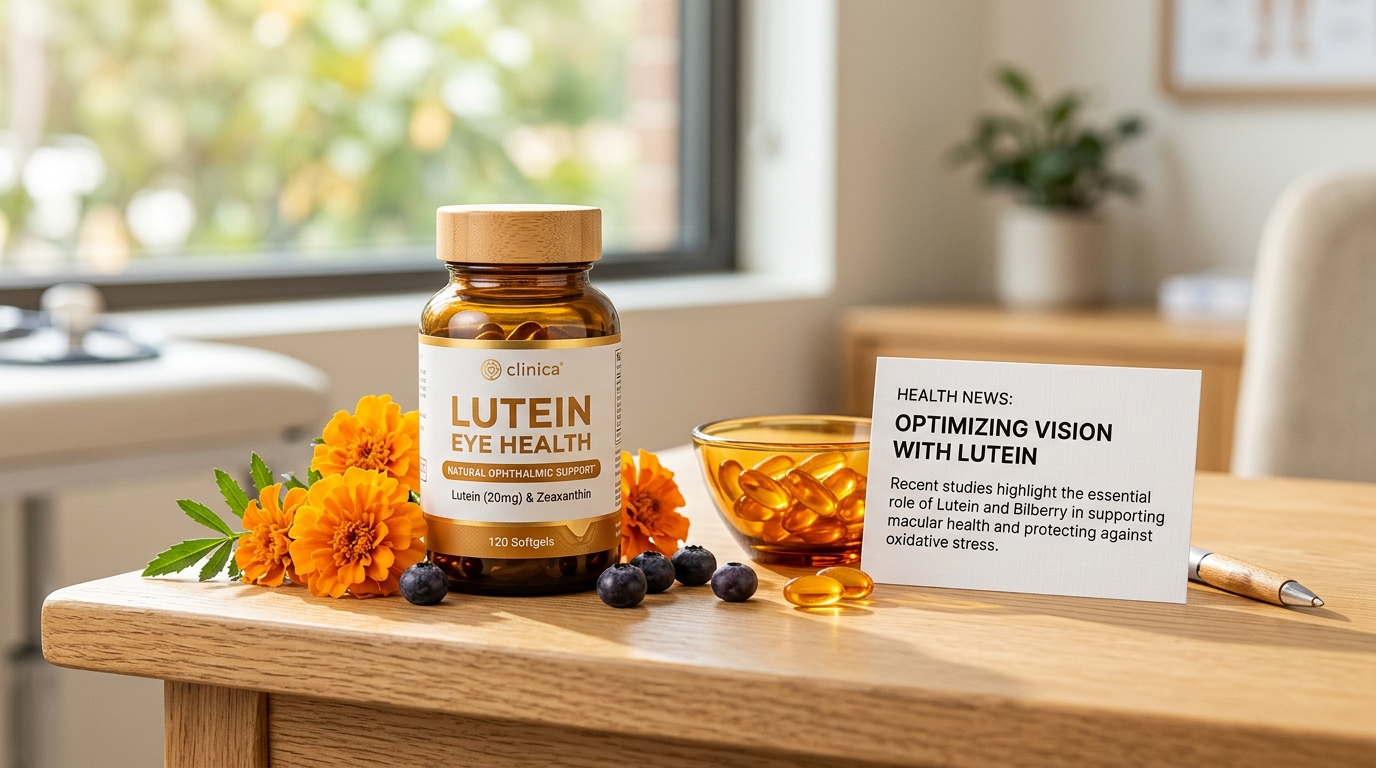 clinica®
LUTEIN
EYE HEALTH
NATURAL OPHTHALMIC SUPPORT
Lutein (20mg) & Zeaxanthin
120 Softgels
HEALTH NEWS:
OPTIMIZING VISION
WITH LUTEIN
Recent studies highlight the essential
role of Lutein and Bilberry in supporting
macular health and protecting against
oxidative stress.